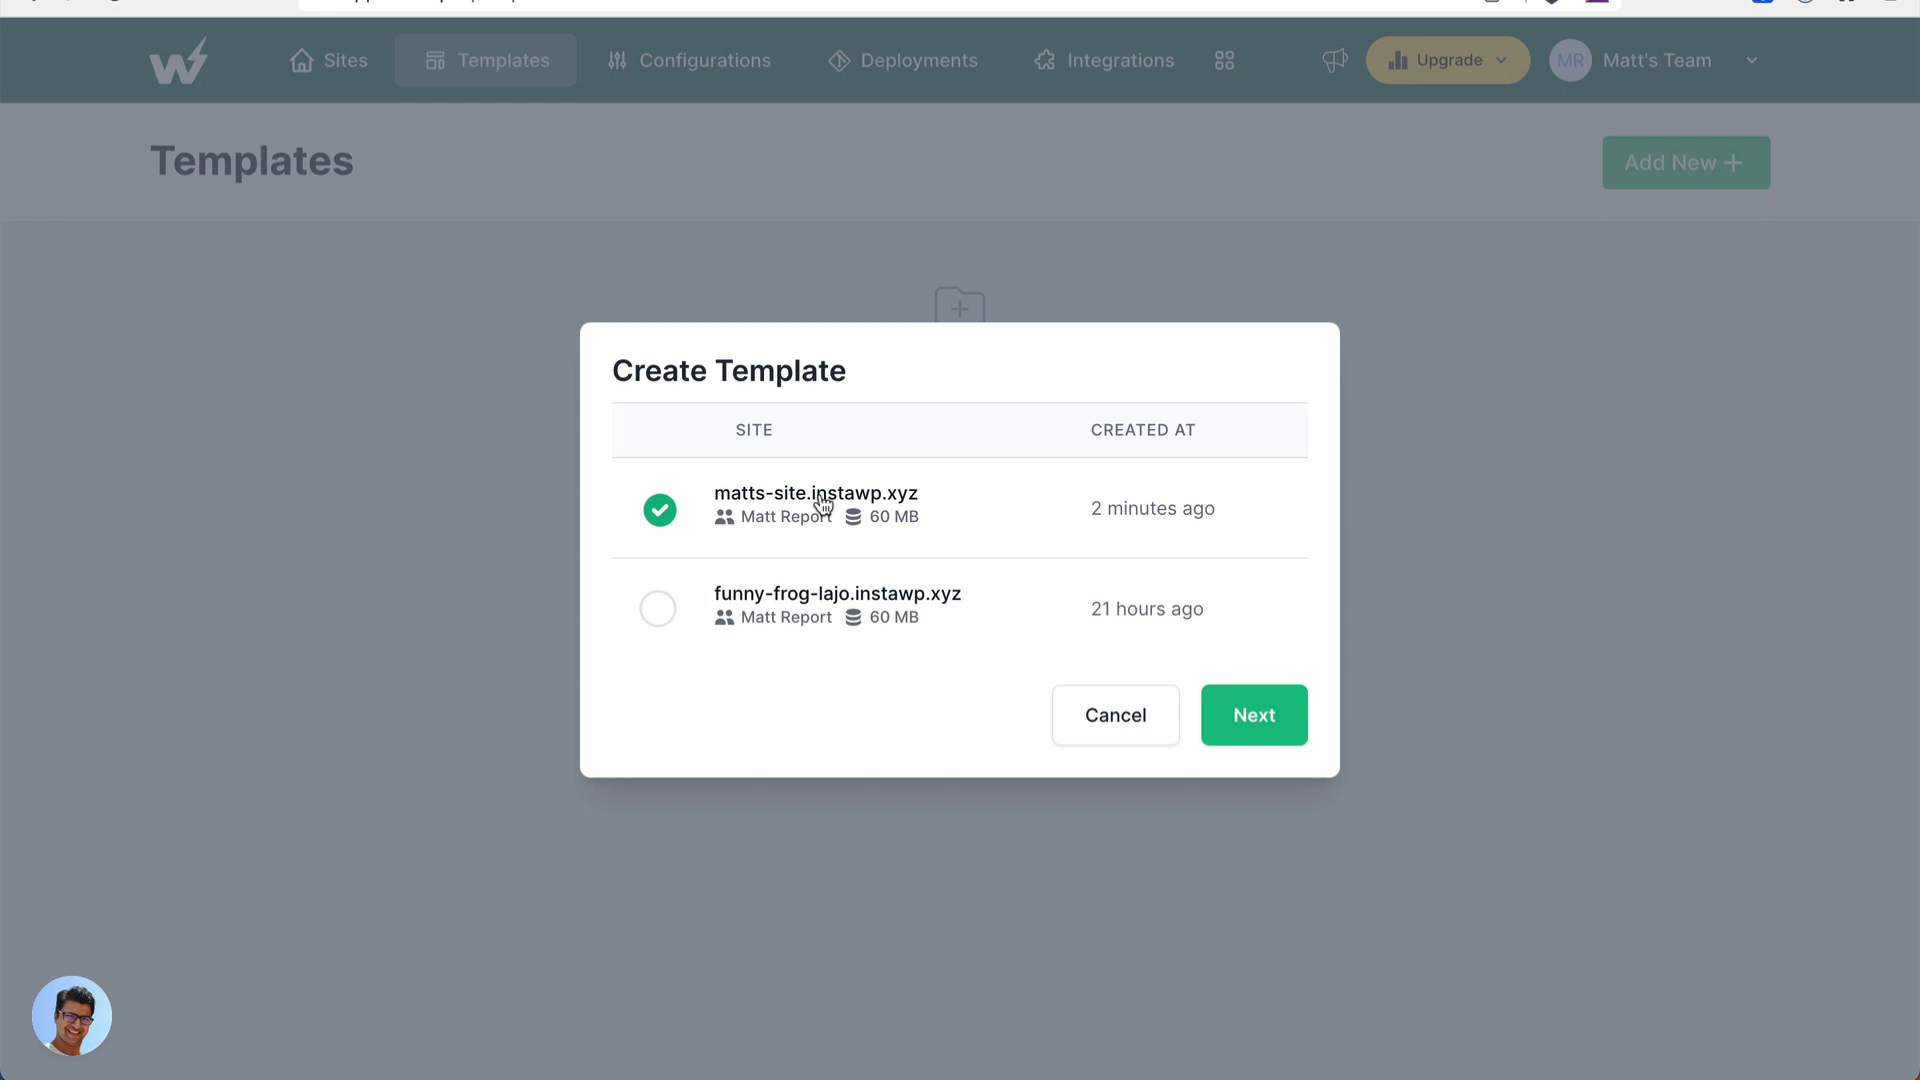 Sites
Templates
Configurations
Deployments
Integrations
Upgrade
MR
Matt's Team
Templates
Add New +
Create Template
SITE
CREATED AT
matts-site.instawp.xyz
Matt Report
60 MB
2 minutes ago
funny-frog-lajo.instawp.xyz
Matt Report
60 MB
21 hours ago
Cancel
Next